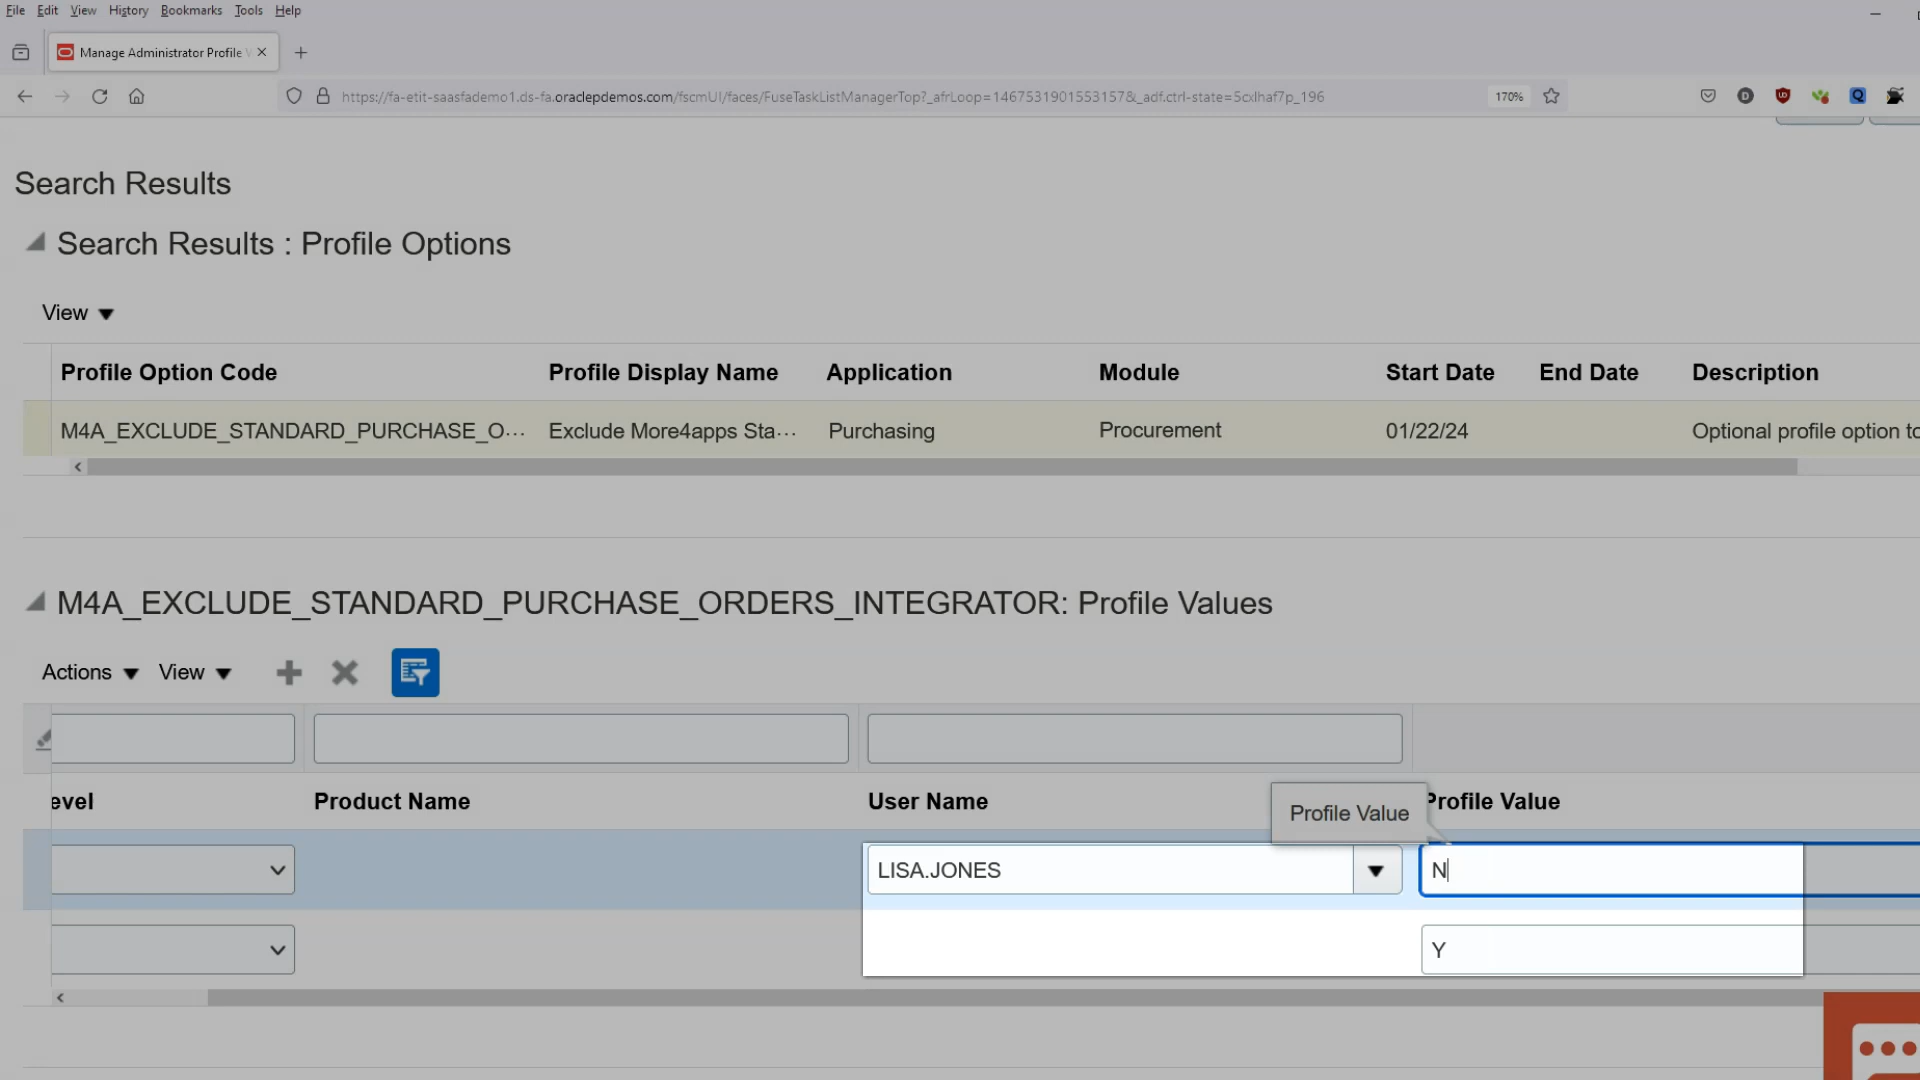 File Edit View History Bookmarks Tools Help
Manage Administrator Profile
https://fa-etit-saasfademo1.ds-fa.oraclepdemos.com/fscmUI/faces/FuseTaskListManagerTop?_afrLoop=1467531901553157&_adf.ctrl-state=5cxlhaf7p_196 170%
Search Results
Search Results : Profile Options
View
Profile Option Code Profile Display Name Application Module Start Date End Date Description
M4A_EXCLUDE_STANDARD_PURCHASE_O... Exclude More4apps Sta... Purchasing Procurement 01/22/24 Optional profile option to
M4A_EXCLUDE_STANDARD_PURCHASE_ORDERS_INTEGRATOR: Profile Values
Actions View
evel Product Name User Name Profile Value
Profile Value
LISA.JONES N
Y